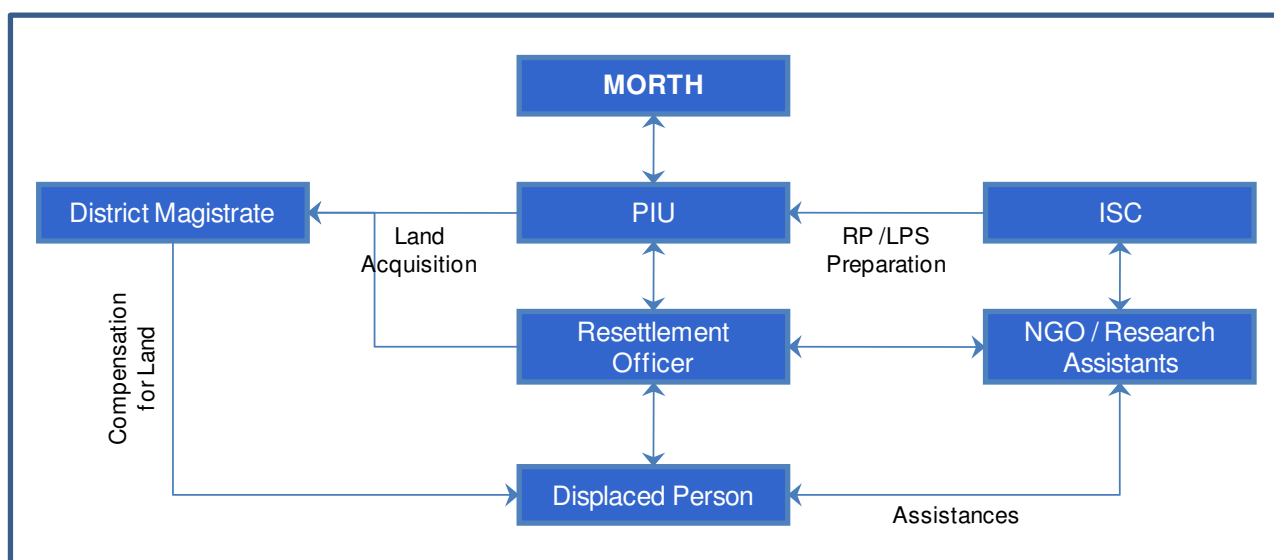 MORTH
District Magistrate
PIU
ISC
Land
Acquisition
RP /LPS
Preparation
Compensation
for Land
Resettlement
Officer
NGO / Research
Assistants
Displaced Person
Assistances